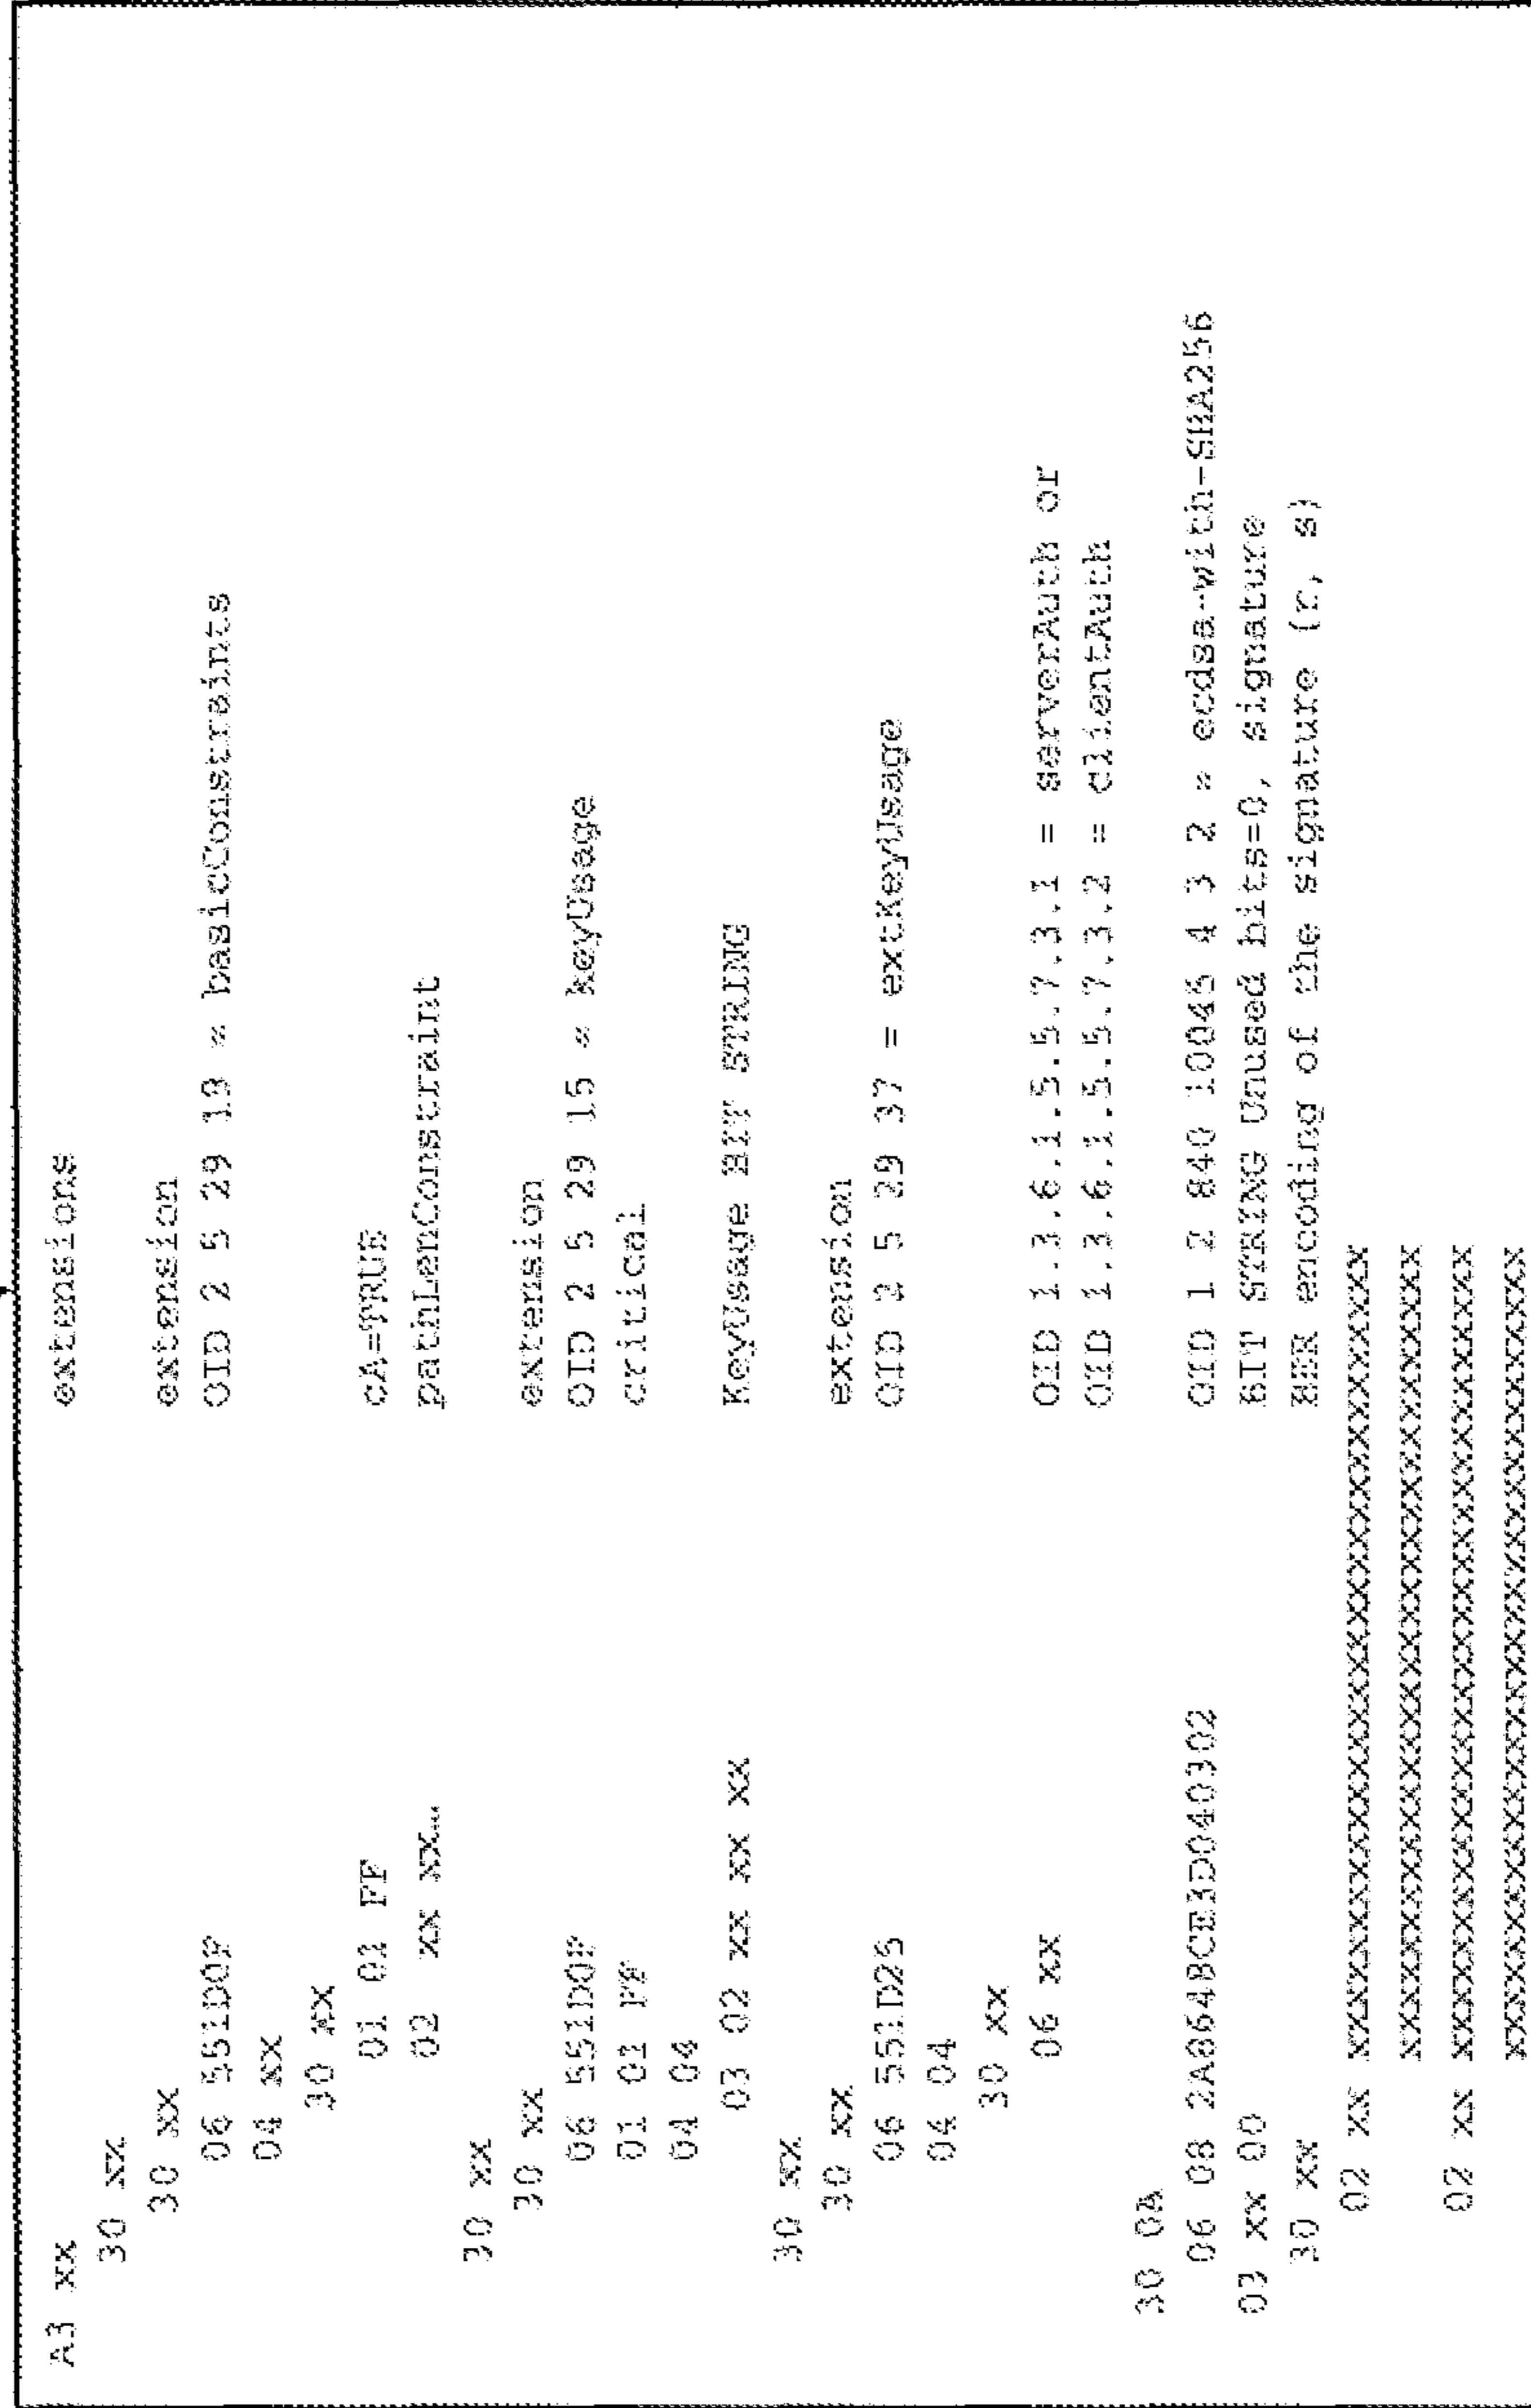 A3 xx extensions
30 xx
30 xx extension
06 551D0F OID 2 5 29 19 = basicConstraints
04 xx
30 xx
01 01 FF cA=TRUE
02 xx xx… pathLenConstraint
30 xx
30 xx extension
06 551D0F OID 2 5 29 15 = keyUsage
01 01 FF critical
04 04
03 02 xx xx xx KeyUsage BIT STRING
30 xx
30 xx extension
06 551D25 OID 2 5 29 37 = extKeyUsage
04 04
30 xx
06 xx OID 1.3.6.1.5.5.7.3.1 = serverAuth or
OID 1.3.6.1.5.5.7.3.2 = clientAuth
30 0A
06 08 2A8648CE3D040302 OID 1 2 840 10045 4 3 2 = ecdsa-with-SHA256
03 xx 00 BIT STRING Unused bits=0, signature
30 xx encoding of the signature (r, s)
02 xx
02 xx